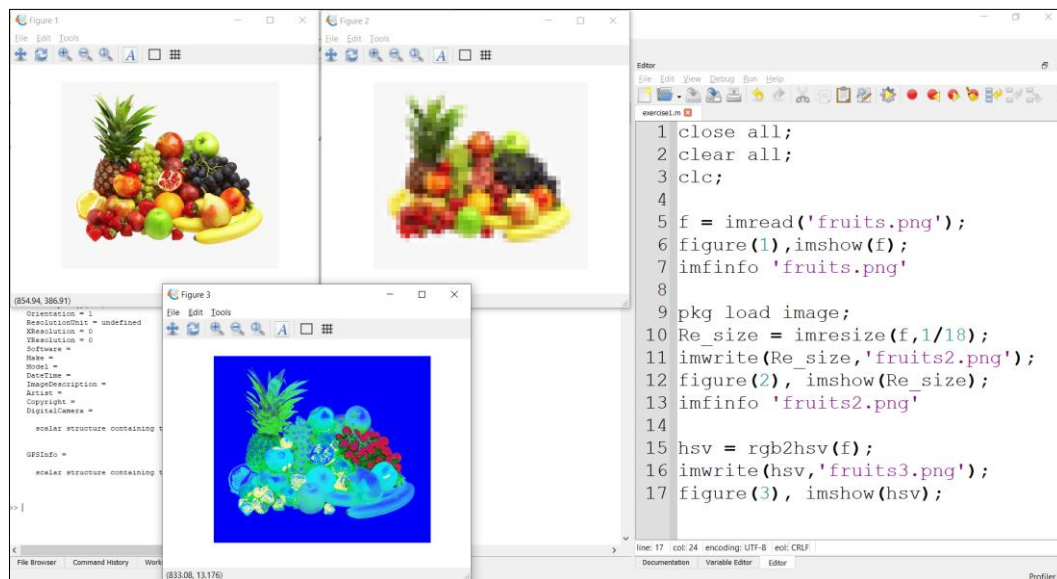 Figure 1
File Edit Tools
(854.94, 386.91)
Figure 2
File Edit Tools
Orientation = 1
ResolutionUnit = undefined
XResolution = 0
YResolution = 0
Software =
Make =
Model =
DateTime =
ImageDescription =
Artist =
Copyright =
DigitalCamera =
scalar structure containing t
GPSInfo =
scalar structure containing t
>>
Figure 3
File Edit Tools
(833.08, 13.176)
File Browser Command History Work
Editor
File Edit View Debug Run Help
exercise1.m
1 close all;
2 clear all;
3 clc;
4
5 f = imread('fruits.png');
6 figure(1),imshow(f);
7 imfinfo 'fruits.png'
8
9 pkg load image;
10 Re_size = imresize(f,1/18);
11 imwrite(Re_size,'fruits2.png');
12 figure(2), imshow(Re_size);
13 imfinfo 'fruits2.png'
14
15 hsv = rgb2hsv(f);
16 imwrite(hsv,'fruits3.png');
17 figure(3), imshow(hsv);
line: 17 col: 24 encoding: UTF-8 eol: CRLF
Documentation Variable Editor Editor
Profiler